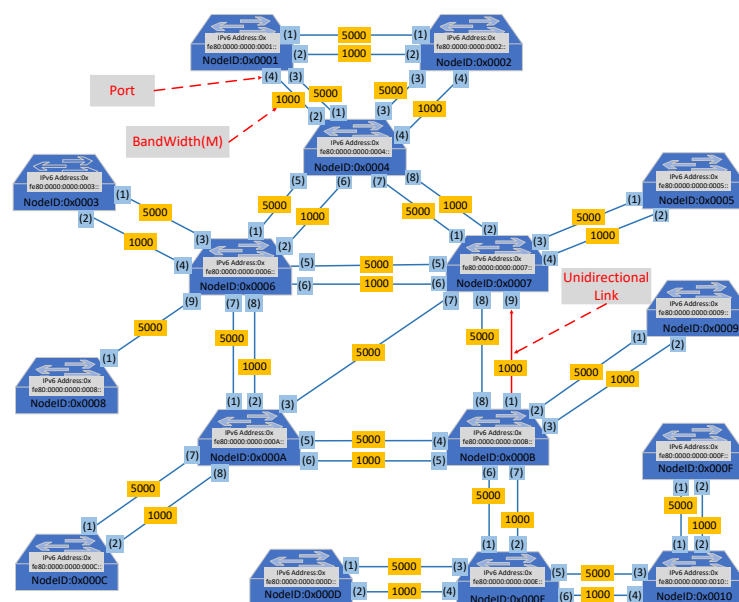 IPv6 Address:0x
fe80:0000:0000:0001::
NodeID:0x0001
(1)
5000
(1)
(2)
1000
(2)
IPv6 Address:0x
fe80:0000:0000:0002::
NodeID:0x0002
(4)
(3)
(3)
(4)
Port
1000
5000
5000
1000
(2)
(1)
(3)
(4)
BandWidth(M)
IPv6 Address:0x
fe80:0000:0000:0004::
NodeID:0x0004
(5)
(6)
(7)
(8)
IPv6 Address:0x
fe80:0000:0000:0003::
NodeID:0x0003
(1)
(2)
5000
1000
(3)
(4)
5000
1000
(1)
(2)
5000
1000
(1)
(2)
IPv6 Address:0x
fe80:0000:0000:0005::
NodeID:0x0005
(1)
(2)
5000
1000
(3)
(4)
IPv6 Address:0x
fe80:0000:0000:0006::
NodeID:0x0006
(5)
5000
(5)
(6)
1000
(6)
IPv6 Address:0x
fe80:0000:0000:0007::
NodeID:0x0007
(9)
(7)
(8)
(7)
(8)
(9)
Unidirectional
Link
5000
(1)
IPv6 Address:0x
fe80:0000:0000:0008::
NodeID:0x0008
5000
1000
(1)
(2)
5000
(3)
5000
1000
(8)
(1)
IPv6 Address:0x
fe80:0000:0000:0009::
NodeID:0x0009
(1)
(2)
5000
1000
(2)
(3)
IPv6 Address:0x
fe80:0000:0000:000A::
NodeID:0x000A
(5)
5000
(4)
(6)
1000
(5)
IPv6 Address:0x
fe80:0000:0000:000B::
NodeID:0x000B
(7)
(8)
5000
1000
(1)
(2)
IPv6 Address:0x
fe80:0000:0000:000C::
NodeID:0x000C
(6)
(7)
5000
1000
(1)
(2)
IPv6 Address:0x
fe80:0000:0000:000F::
NodeID:0x000F
(1)
(2)
5000
1000
(1)
(2)
IPv6 Address:0x
fe80:0000:0000:000D::
NodeID:0x000D
(1)
5000
(3)
(2)
1000
(4)
IPv6 Address:0x
fe80:0000:0000:000E::
NodeID:0x000E
(5)
5000
(3)
(6)
1000
(4)
IPv6 Address:0x
fe80:0000:0000:0010::
NodeID:0x0010